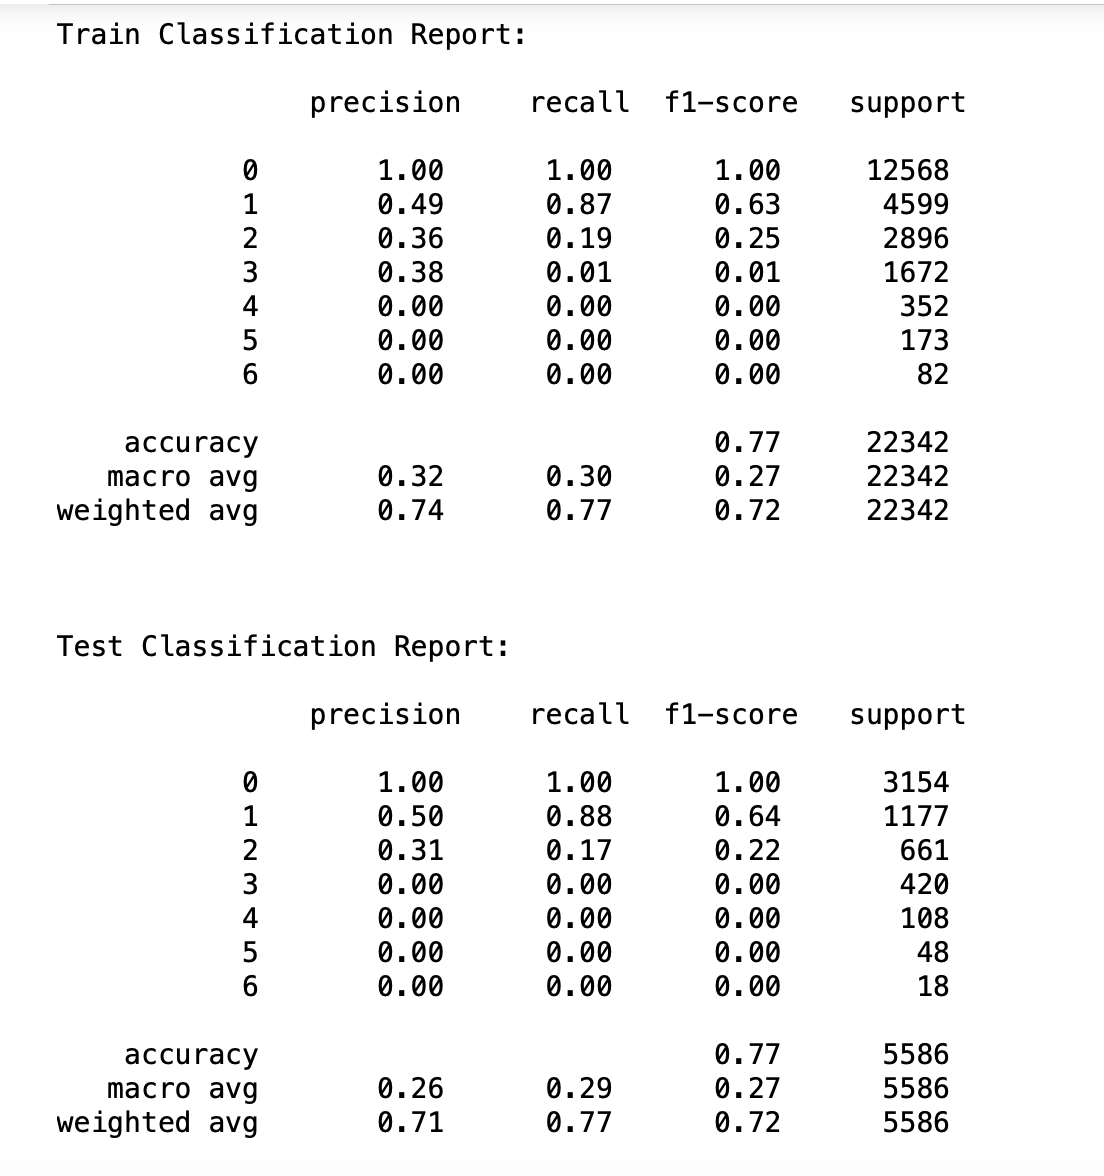 Train Classification Report:
precision recall f1-score support
0 1.00 1.00 1.00 12568
1 0.49 0.87 0.63 4599
2 0.36 0.19 0.25 2896
3 0.38 0.01 0.01 1672
4 0.00 0.00 0.00 352
5 0.00 0.00 0.00 173
6 0.00 0.00 0.00 82
accuracy 0.77 22342
macro avg 0.32 0.30 0.27 22342
weighted avg 0.74 0.77 0.72 22342
Test Classification Report:
precision recall f1-score support
0 1.00 1.00 1.00 3154
1 0.50 0.88 0.64 1177
2 0.31 0.17 0.22 661
3 0.00 0.00 0.00 420
4 0.00 0.00 0.00 108
5 0.00 0.00 0.00 48
6 0.00 0.00 0.00 18
accuracy 0.77 5586
macro avg 0.26 0.29 0.27 5586
weighted avg 0.71 0.77 0.72 5586